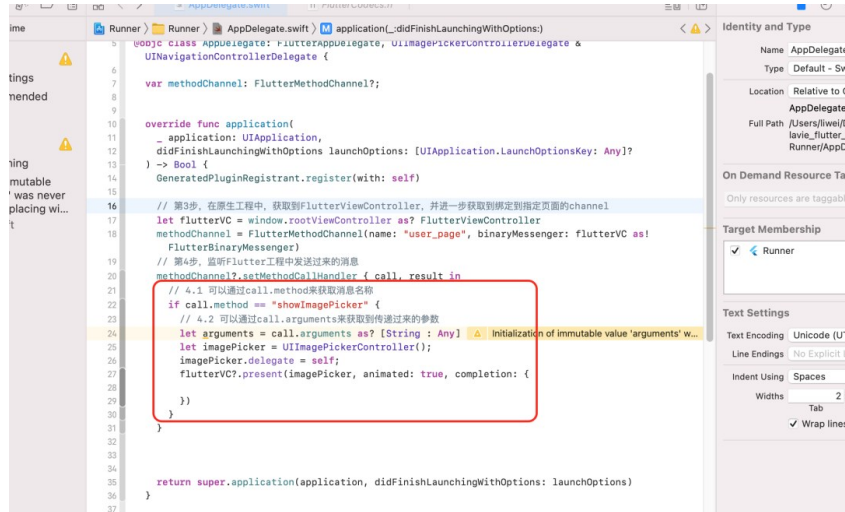 AppDelegate.swift
FlutterCodecs.h
ime
Runner 〉 Runner 〉 AppDelegate.swift 〉 M application(_:didFinishLaunchingWithOptions:)
Identity and Type
5 @objc class AppDelegate: FlutterAppDelegate, UIImagePickerControllerDelegate &
UINavigationControllerDelegate {
6
7 var methodChannel: FlutterMethodChannel?;
8
9
10 override func application(
11 _ application: UIApplication,
12 didFinishLaunchingWithOptions launchOptions: [UIApplication.LaunchOptionsKey: Any]?
13 ) -> Bool {
14 GeneratedPluginRegistrant.register(with: self)
15
16 // 第3步, 在原生工程中, 获取到FlutterViewController, 并进一步获取到绑定到指定页面的channel
17 let flutterVC = window.rootViewController as? FlutterViewController
18 methodChannel = FlutterMethodChannel(name: "user_page", binaryMessenger: flutterVC as!
FlutterBinaryMessenger)
19 // 第4步, 监听Flutter工程中发送过来的消息
20 methodChannel?.setMethodCallHandler { call, result in
21 // 4.1 可以通过call.method来获取消息名称
22 if call.method == "showImagePicker" {
23 // 4.2 可以通过call.arguments来获取到传递过来的参数
24 let arguments = call.arguments as? [String : Any] Initialization of immutable value 'arguments' w...
25 let imagePicker = UIImagePickerController();
26 imagePicker.delegate = self;
27 flutterVC?.present(imagePicker, animated: true, completion: {
28
29 })
30 }
31 }
32
33
34
35 return super.application(application, didFinishLaunchingWithOptions: launchOptions)
36 }
37
tings
mended
ning
mutable
' was never
placing wi...
ft
Name AppDelegate
Type Default - Sw
Location Relative to G
AppDelegate
Full Path /Users/liwei/D
lavie_flutter_
Runner/AppD
On Demand Resource Ta
Only resources are taggabl
Target Membership
Runner
Text Settings
Text Encoding Unicode (UT
Line Endings No Explicit
Indent Using Spaces
Widths 2
Tab
Wrap lines